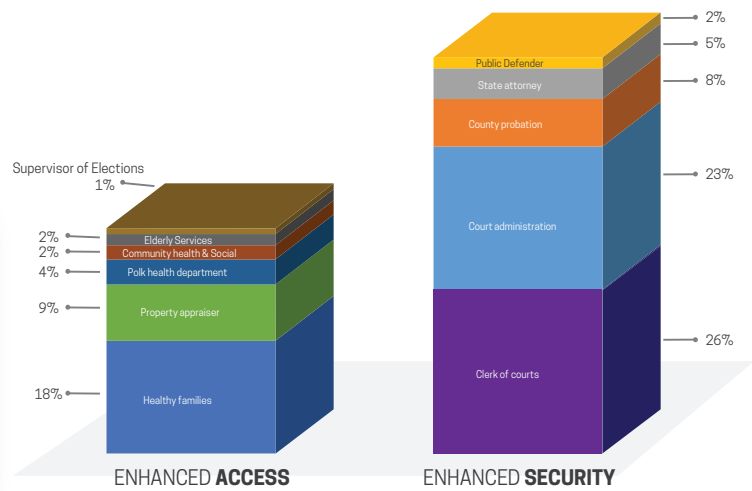 Supervisor of Elections
1%
2%
Elderly Services
2%
Community health & Social
4%
Polk health department
9%
Property appraiser
18%
Healthy families
ENHANCED ACCESS
Public Defender
2%
State attorney
5%
County probation
8%
Court administration
23%
Clerk of courts
26%
ENHANCED SECURITY